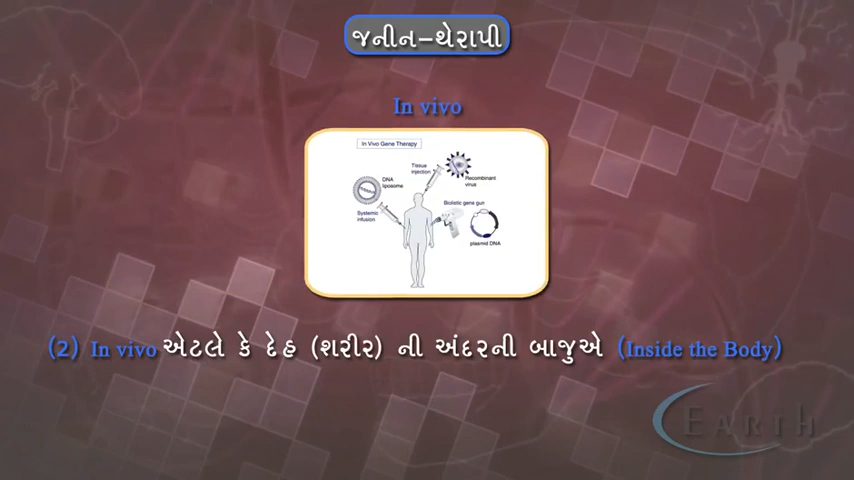 જનીન-થેરાપી
In vivo
In Vivo Gene Therapy
Tissue
injection
Recombinant
virus
DNA
liposome
Systemic
infusion
Biolistic gene gun
plasmid DNA
(2) In vivo એટલે કે દેહ (શરીર) ની અંદરની બાજુએ (Inside the Body)
EARTH